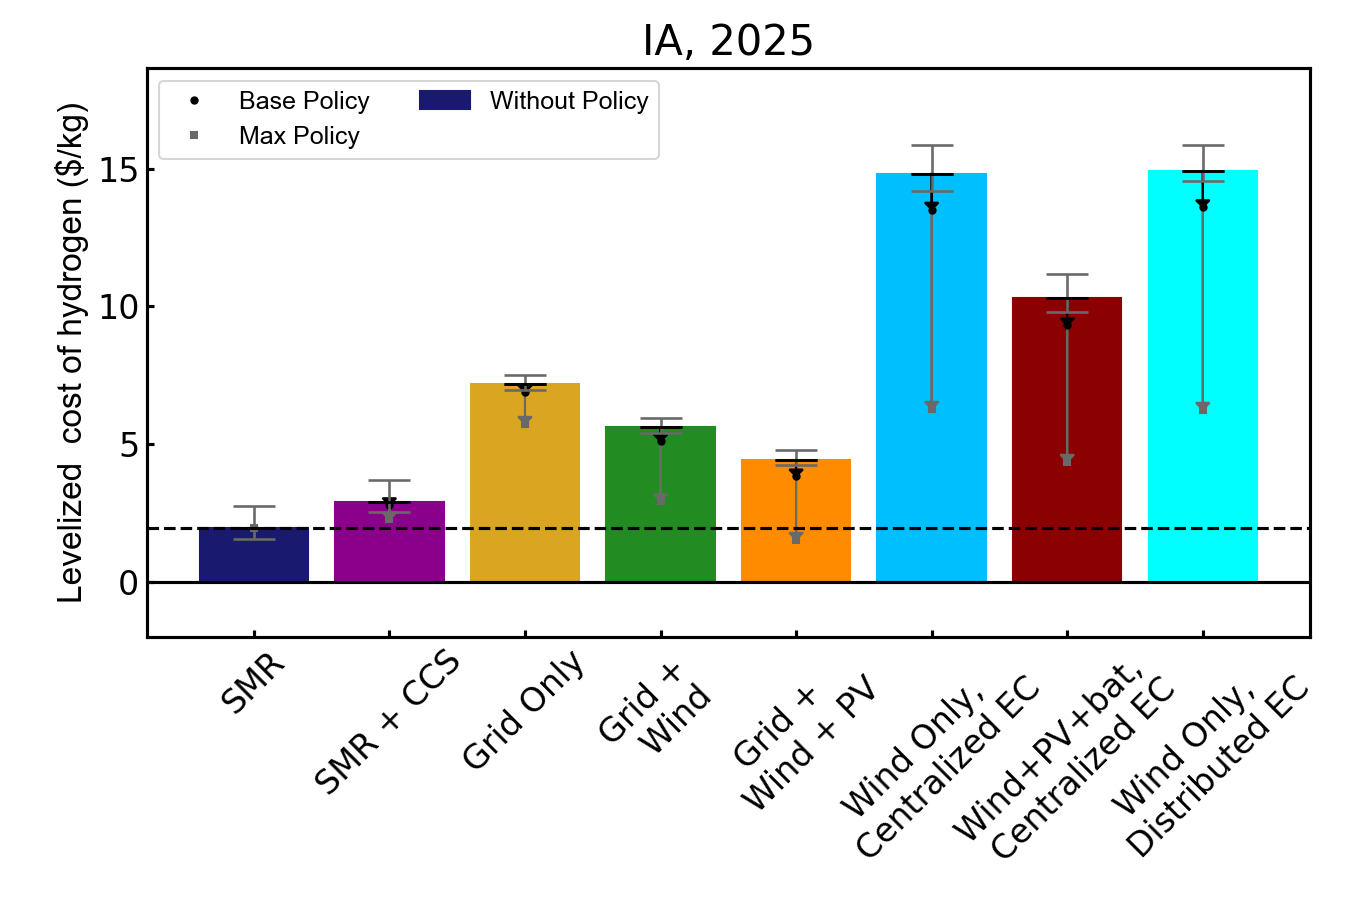 IA, 2025
Base Policy
Max Policy
Without Policy
Levelized  cost of hydrogen ($/kg)
15
10
5
0
SMR
SMR + CCS
Grid Only
Grid +
Wind
Grid +
Wind + PV
Wind Only,
Centralized EC
Wind+PV+bat,
Centralized EC
Wind Only,
Distributed EC